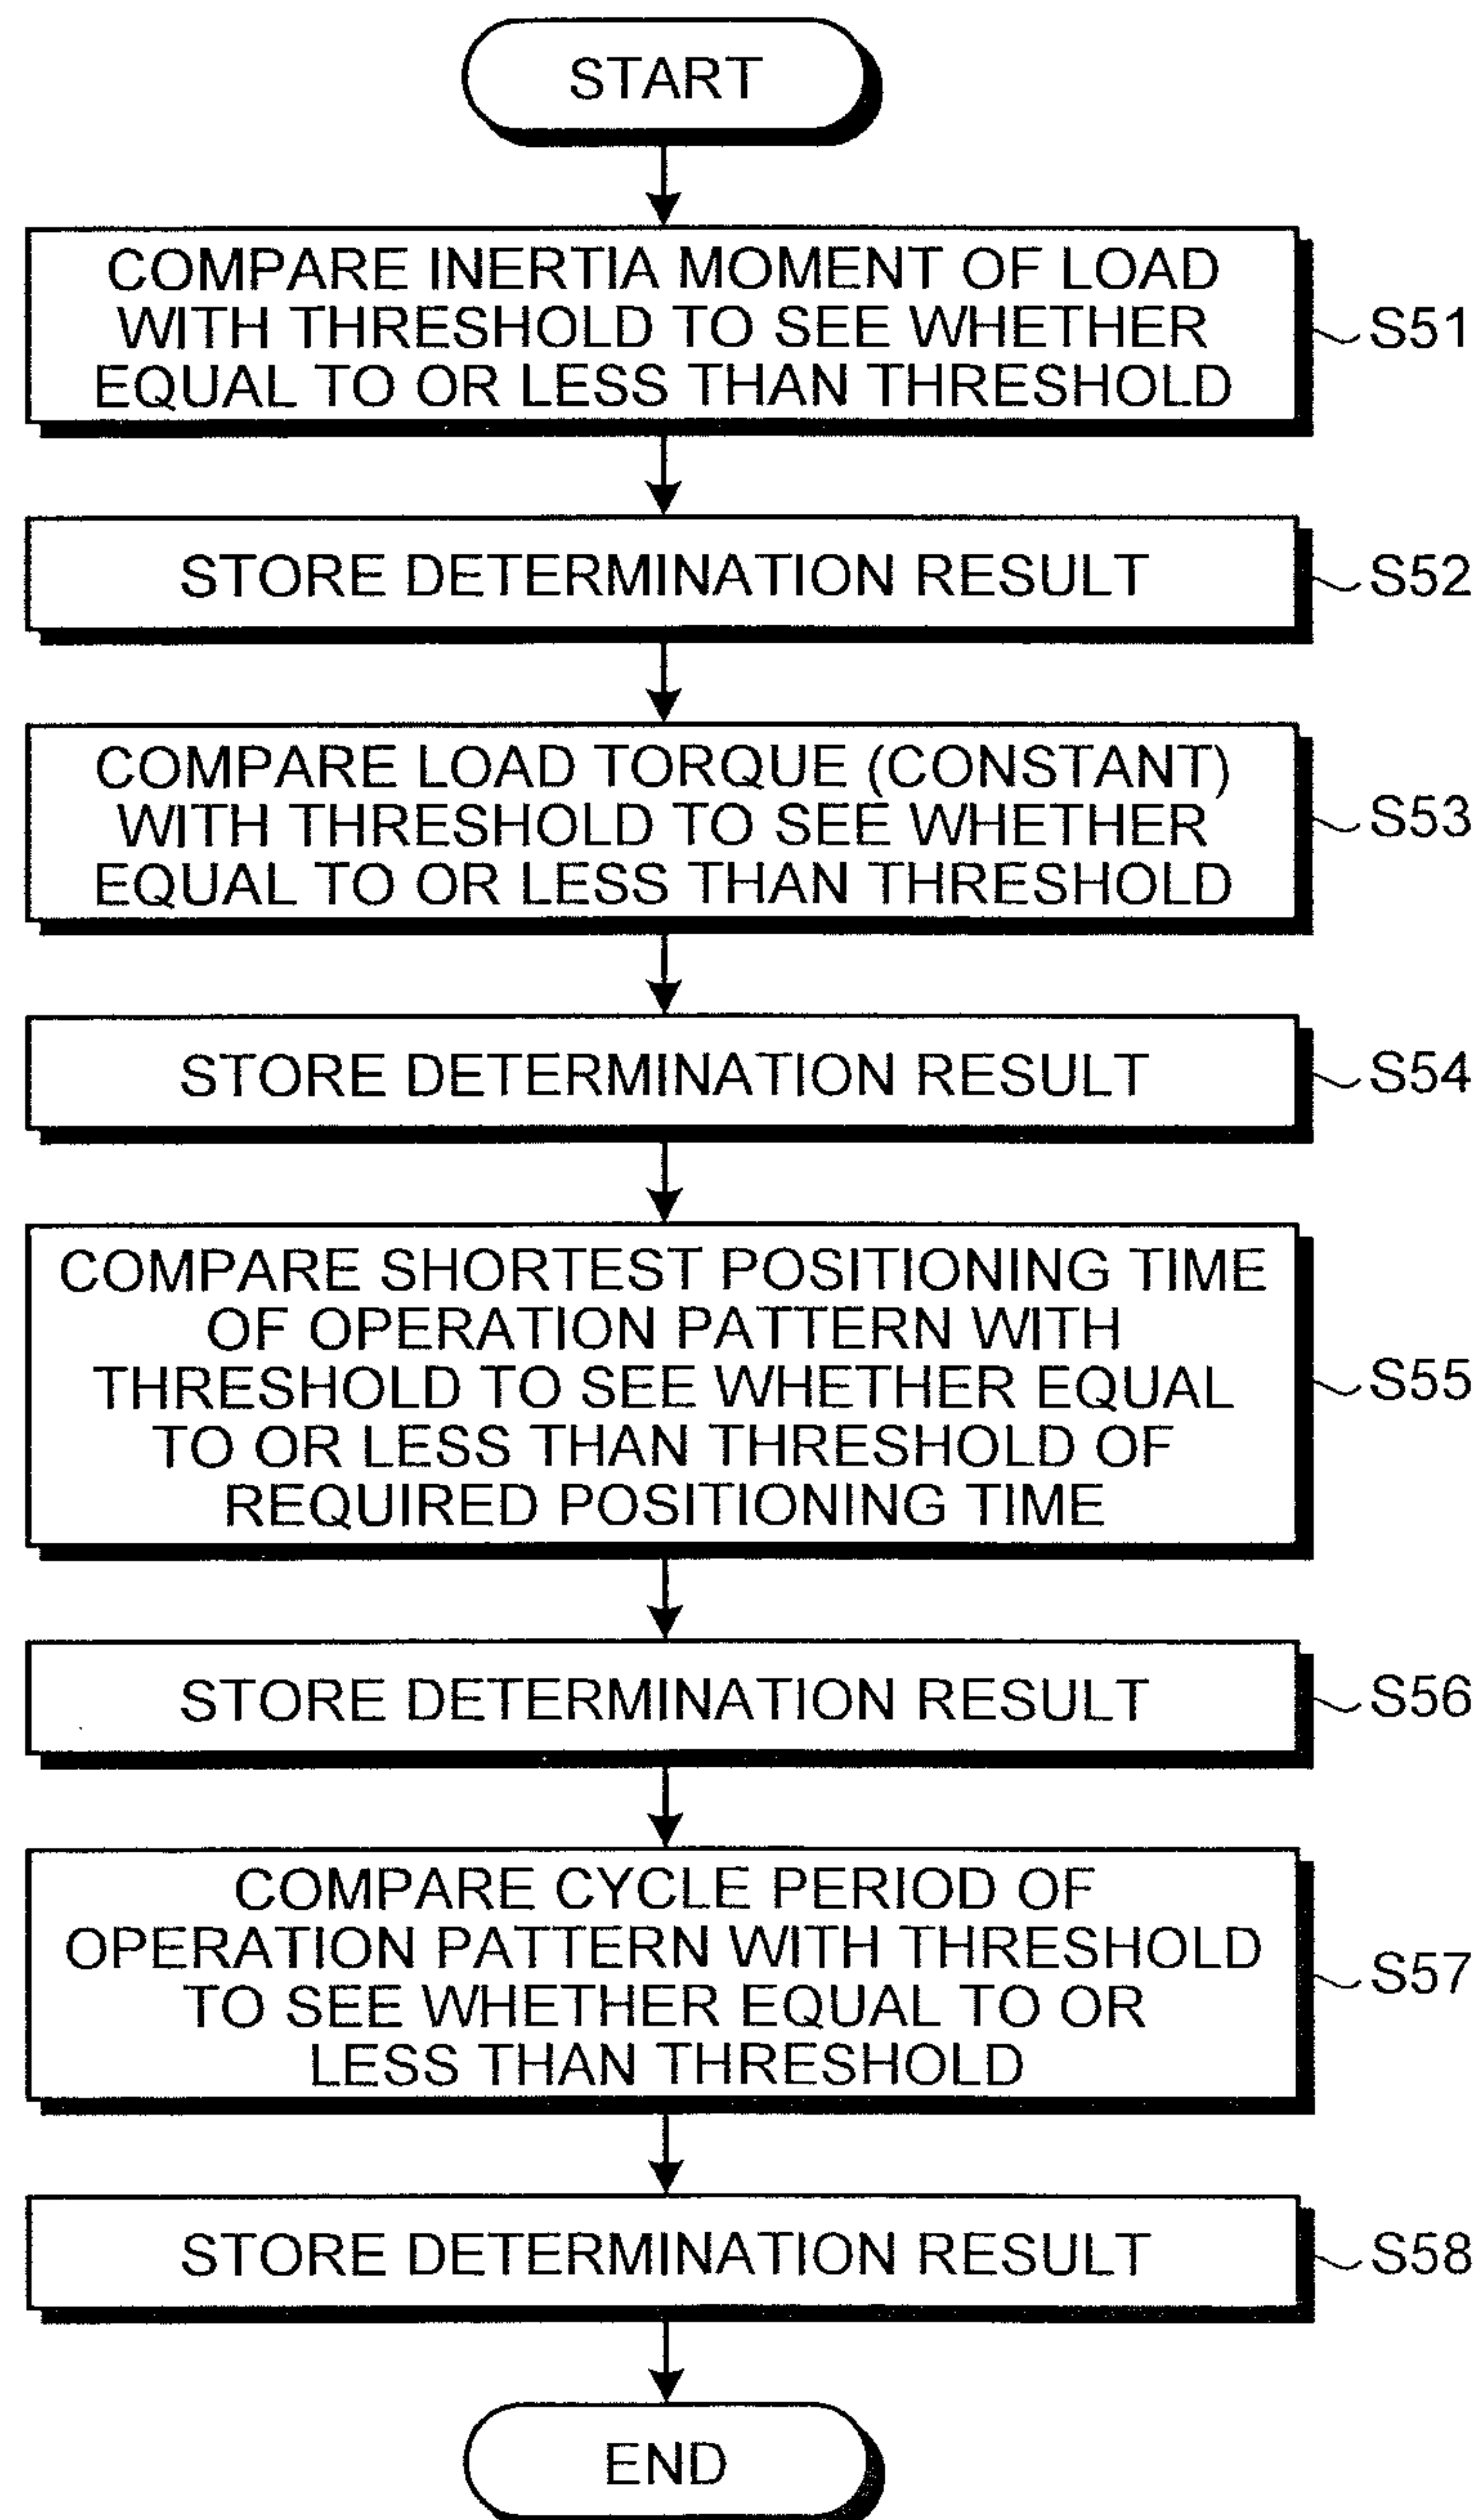 START
COMPARE INERTIA MOMENT OF LOAD
WITH THRESHOLD TO SEE WHETHER
EQUAL TO OR LESS THAN THRESHOLD
S51
STORE DETERMINATION RESULT
S52
COMPARE LOAD TORQUE (CONSTANT)
WITH THRESHOLD TO SEE WHETHER
EQUAL TO OR LESS THAN THRESHOLD
S53
STORE DETERMINATION RESULT
S54
COMPARE SHORTEST POSITIONING TIME
OF OPERATION PATTERN WITH
THRESHOLD TO SEE WHETHER EQUAL
TO OR LESS THAN THRESHOLD OF
REQUIRED POSITIONING TIME
S55
STORE DETERMINATION RESULT
S56
COMPARE CYCLE PERIOD OF
OPERATION PATTERN WITH THRESHOLD
TO SEE WHETHER EQUAL TO OR
LESS THAN THRESHOLD
S57
STORE DETERMINATION RESULT
S58
END